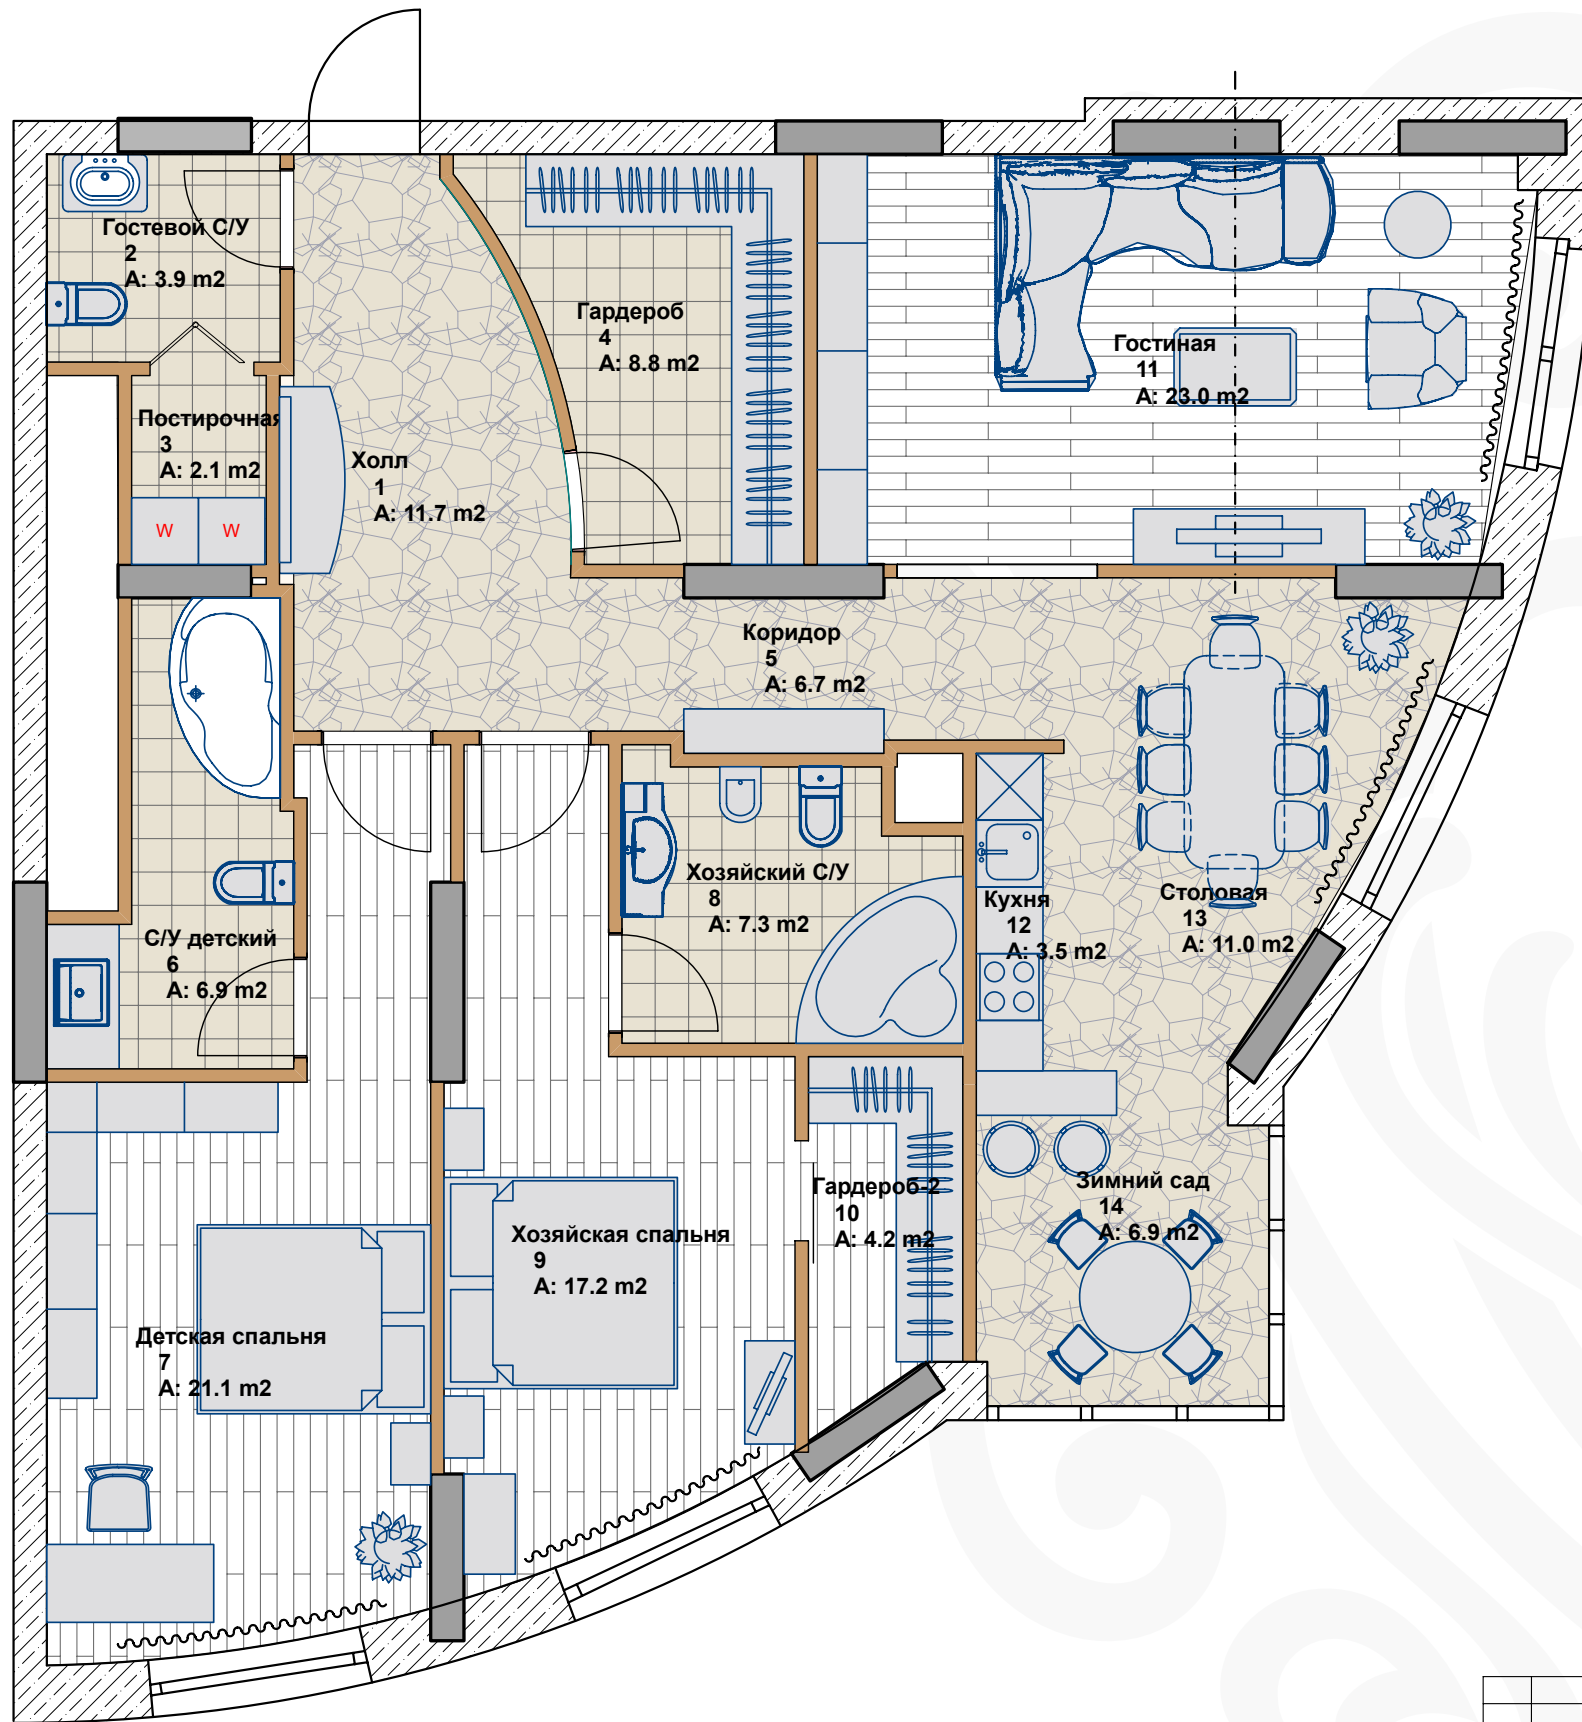 Гостевой С/У
2
A: 3.9 m2
Гардероб
4
A: 8.8 m2
Гостиная
11
A: 23.0 m2
Постирочная
3
A: 2.1 m2
W W
Холл
1
A: 11.7 m2
Коридор
5
A: 6.7 m2
Хозяйский С/У
8
A: 7.3 m2
Кухня
12
A: 3.5 m2
Столовая
13
A: 11.0 m2
С/У детский
6
A: 6.9 m2
Гардероб-2
10
A: 4.2 m2
Зимний сад
14
A: 6.9 m2
Хозяйская спальня
9
A: 17.2 m2
Детская спальня
7
A: 21.1 m2